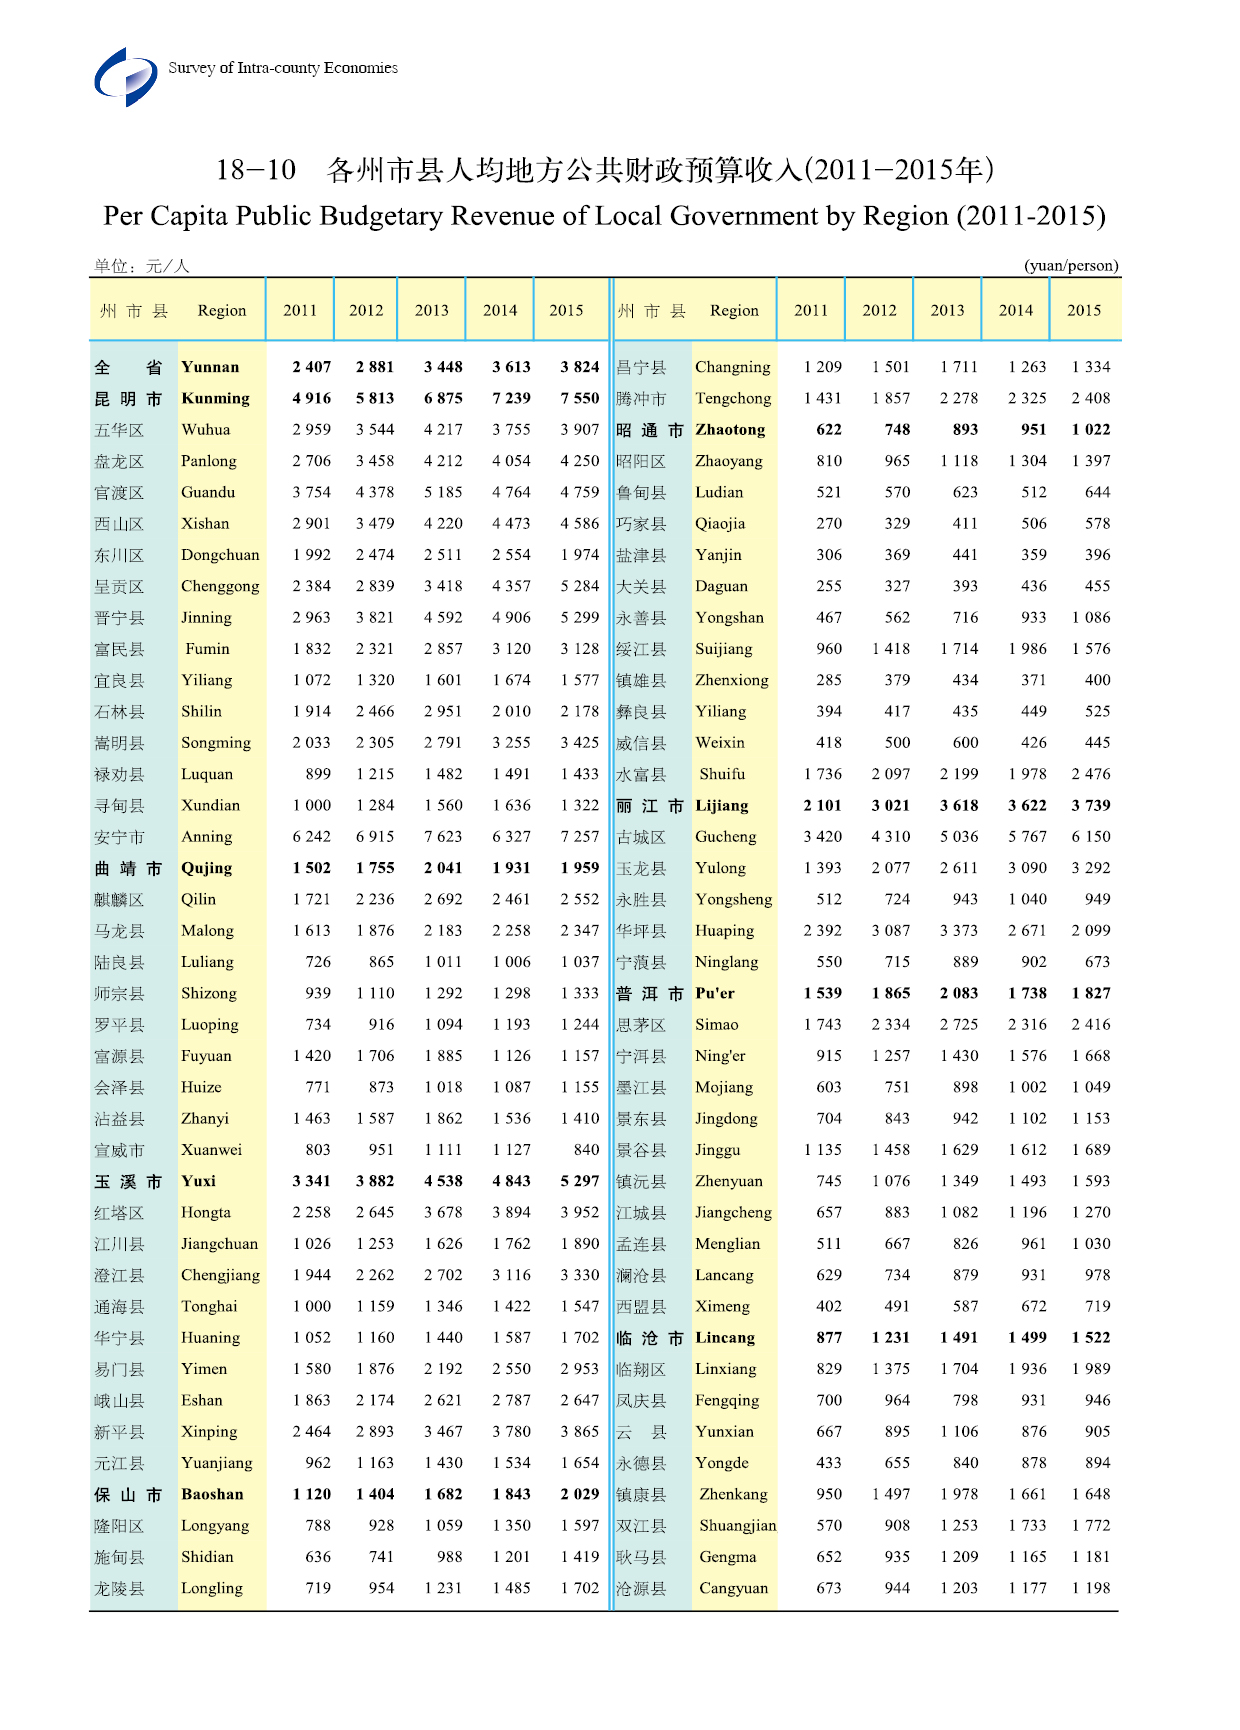 Survey of Intra-county Economies
18-10 各州市县人均地方公共财政预算收入(2011-2015年)
Per Capita Public Budgetary Revenue of Local Government by Region (2011-2015)
单位：元/人 (yuan/person)
州 市 县 Region 2011 2012 2013 2014 2015 州 市 县 Region 2011 2012 2013 2014 2015
全 省 Yunnan 2 407 2 881 3 448 3 613 3 824 昌宁县 Changning 1 209 1 501 1 711 1 263 1 334
昆 明 市 Kunming 4 916 5 813 6 875 7 239 7 550 腾冲市 Tengchong 1 431 1 857 2 278 2 325 2 408
五华区 Wuhua 2 959 3 544 4 217 3 755 3 907 昭 通 市 Zhaotong 622 748 893 951 1 022
盘龙区 Panlong 2 706 3 458 4 212 4 054 4 250 昭阳区 Zhaoyang 810 965 1 118 1 304 1 397
官渡区 Guandu 3 754 4 378 5 185 4 764 4 759 鲁甸县 Ludian 521 570 623 512 644
西山区 Xishan 2 901 3 479 4 220 4 473 4 586 巧家县 Qiaojia 270 329 411 506 578
东川区 Dongchuan 1 992 2 474 2 511 2 554 1 974 盐津县 Yanjin 306 369 441 359 396
呈贡区 Chenggong 2 384 2 839 3 418 4 357 5 284 大关县 Daguan 255 327 393 436 455
晋宁县 Jinning 2 963 3 821 4 592 4 906 5 299 永善县 Yongshan 467 562 716 933 1 086
富民县 Fumin 1 832 2 321 2 857 3 120 3 128 绥江县 Suijiang 960 1 418 1 714 1 986 1 576
宜良县 Yiliang 1 072 1 320 1 601 1 674 1 577 镇雄县 Zhenxiong 285 379 434 371 400
石林县 Shilin 1 914 2 466 2 951 2 010 2 178 彝良县 Yiliang 394 417 435 449 525
嵩明县 Songming 2 033 2 305 2 791 3 255 3 425 威信县 Weixin 418 500 600 426 445
禄劝县 Luquan 899 1 215 1 482 1 491 1 433 水富县 Shuifu 1 736 2 097 2 199 1 978 2 476
寻甸县 Xundian 1 000 1 284 1 560 1 636 1 322 丽 江 市 Lijiang 2 101 3 021 3 618 3 622 3 739
安宁市 Anning 6 242 6 915 7 623 6 327 7 257 古城区 Gucheng 3 420 4 310 5 036 5 767 6 150
曲 靖 市 Qujing 1 502 1 755 2 041 1 931 1 959 玉龙县 Yulong 1 393 2 077 2 611 3 090 3 292
麒麟区 Qilin 1 721 2 236 2 692 2 461 2 552 永胜县 Yongsheng 512 724 943 1 040 949
马龙县 Malong 1 613 1 876 2 183 2 258 2 347 华坪县 Huaping 2 392 3 087 3 373 2 671 2 099
陆良县 Luliang 726 865 1 011 1 006 1 037 宁蒗县 Ninglang 550 715 889 902 673
师宗县 Shizong 939 1 110 1 292 1 298 1 333 普 洱 市 Pu'er 1 539 1 865 2 083 1 738 1 827
罗平县 Luoping 734 916 1 094 1 193 1 244 思茅区 Simao 1 743 2 334 2 725 2 316 2 416
富源县 Fuyuan 1 420 1 706 1 885 1 126 1 157 宁洱县 Ning'er 915 1 257 1 430 1 576 1 668
会泽县 Huize 771 873 1 018 1 087 1 155 墨江县 Mojiang 603 751 898 1 002 1 049
沾益县 Zhanyi 1 463 1 587 1 862 1 536 1 410 景东县 Jingdong 704 843 942 1 102 1 153
宣威市 Xuanwei 803 951 1 111 1 127 840 景谷县 Jinggu 1 135 1 458 1 629 1 612 1 689
玉 溪 市 Yuxi 3 341 3 882 4 538 4 843 5 297 镇沅县 Zhenyuan 745 1 076 1 349 1 493 1 593
红塔区 Hongta 2 258 2 645 3 678 3 894 3 952 江城县 Jiangcheng 657 883 1 082 1 196 1 270
江川县 Jiangchuan 1 026 1 253 1 626 1 762 1 890 孟连县 Menglian 511 667 826 961 1 030
澄江县 Chengjiang 1 944 2 262 2 702 3 116 3 330 澜沧县 Lancang 629 734 879 931 978
通海县 Tonghai 1 000 1 159 1 346 1 422 1 547 西盟县 Ximeng 402 491 587 672 719
华宁县 Huaning 1 052 1 160 1 440 1 587 1 702 临 沧 市 Lincang 877 1 231 1 491 1 499 1 522
易门县 Yimen 1 580 1 876 2 192 2 550 2 953 临翔区 Linxiang 829 1 375 1 704 1 936 1 989
峨山县 Eshan 1 863 2 174 2 621 2 787 2 647 凤庆县 Fengqing 700 964 798 931 946
新平县 Xinping 2 464 2 893 3 467 3 780 3 865 云 县 Yunxian 667 895 1 106 876 905
元江县 Yuanjiang 962 1 163 1 430 1 534 1 654 永德县 Yongde 433 655 840 878 894
保 山 市 Baoshan 1 120 1 404 1 682 1 843 2 029 镇康县 Zhenkang 950 1 497 1 978 1 661 1 648
隆阳区 Longyang 788 928 1 059 1 350 1 597 双江县 Shuangjian 570 908 1 253 1 733 1 772
施甸县 Shidian 636 741 988 1 201 1 419 耿马县 Gengma 652 935 1 209 1 165 1 181
龙陵县 Longling 719 954 1 231 1 485 1 702 沧源县 Cangyuan 673 944 1 203 1 177 1 198